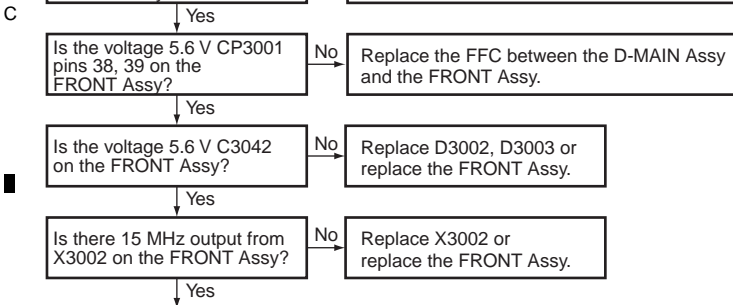 C
Yes
Is the voltage 5.6 V CP3001
pins 38, 39 on the
FRONT Assy?
No
Replace the FFC between the D-MAIN Assy
and the FRONT Assy.
Yes
Is the voltage 5.6 V C3042
on the FRONT Assy?
No
Replace D3002, D3003 or
replace the FRONT Assy.
Yes
Is there 15 MHz output from
X3002 on the FRONT Assy?
No
Replace X3002 or
replace the FRONT Assy.
Yes